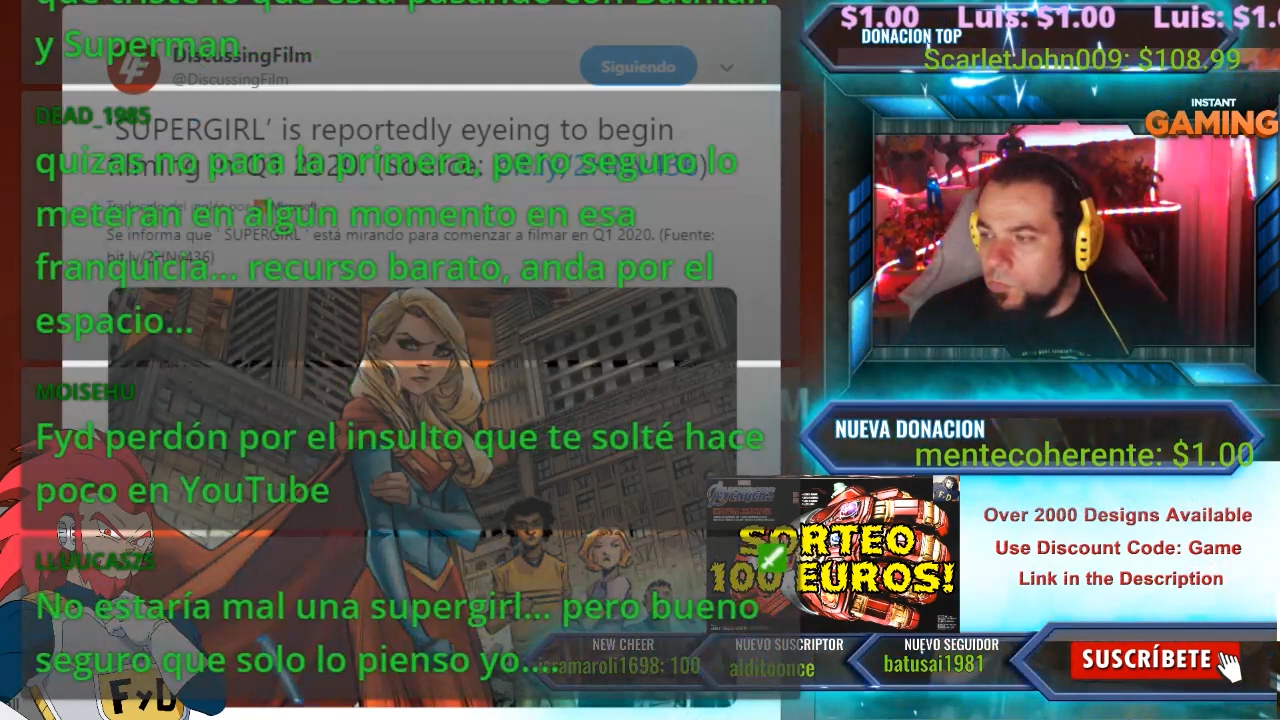 que triste lo que está pasando con Batman
y Superman
DiscussingFilm
@DiscussingFilm
Siguiendo
DEAD_1985
'SUPERGIRL' is reportedly eyeing to begin
filming in Q1 2020. (Source:
quizas no para la primera, pero seguro lo
meteran en algun momento en esa
Se informa que ' SUPERGIRL ' está mirando para comenzar a filmar en Q1 2020. (Fuente:
franquicia... recurso barato, anda por el
espacio...
MOISEHU
Fyd perdón por el insulto que te solté hace
poco en YouTube
No estaría mal una supergirl... pero bueno
seguro que solo lo pienso yo....
FyD
$1.00 Luis: $1.00 Luis: $1.
DONACION TOP
ScarletJohn009: $108.99
INSTANT
GAMING
NUEVA DONACION
mentecoherente: $1.00
AVENGERS
SORTEO
100 EUROS!
Over 2000 Designs Available
Use Discount Code: Game
Link in the Description
NEW CHEER
NUEVO SUSCRIPTOR
alditoonce
NUEVO SEGUIDOR
batusai1981
SUSCRÍBETE